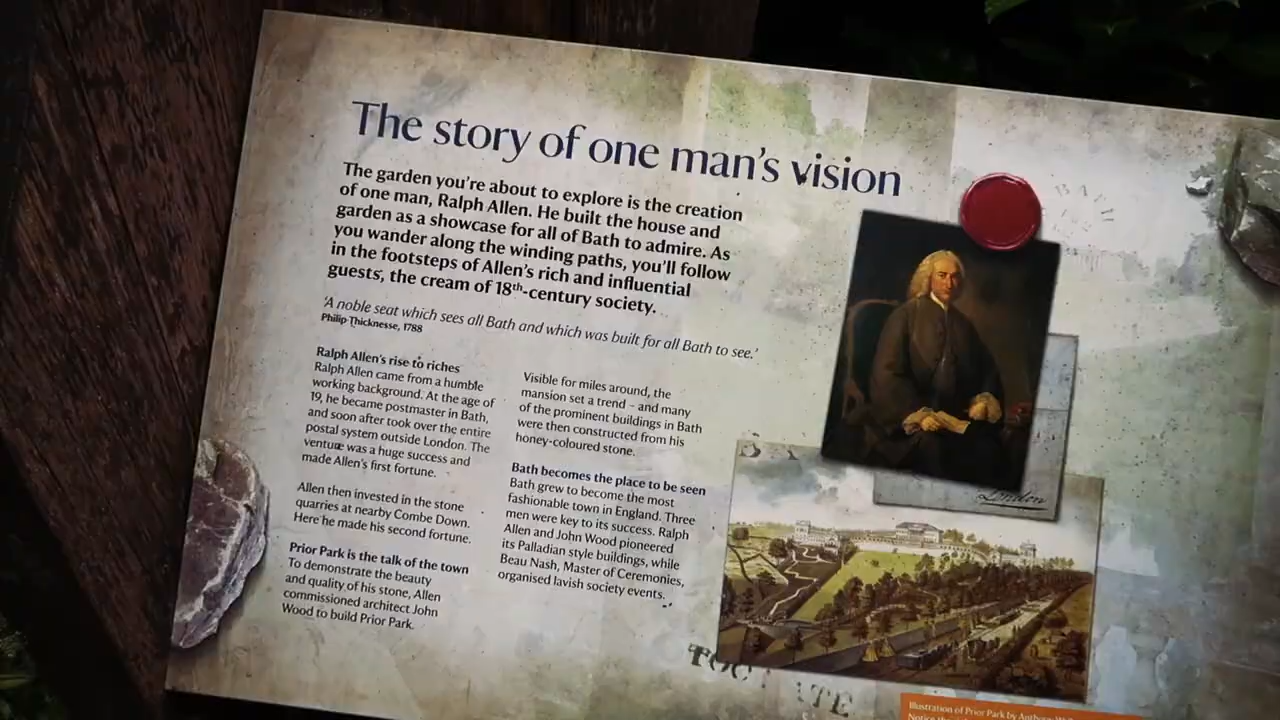 The story of one man's vision
The garden you're about to explore is the creation
of one man, Ralph Allen. He built the house and
garden as a showcase for all of Bath to admire. As
you wander along the winding paths, you'll follow
in the footsteps of Allen's rich and influential
guests, the cream of 18th-century society.
'A noble seat which sees all Bath and which was built for all Bath to see.'
Philip Thicknesse, 1788
Ralph Allen's rise to riches
Ralph Allen came from a humble
working background. At the age of
19, he became postmaster in Bath,
and soon after took over the entire
postal system outside London. The
venture was a huge success and
made Allen's first fortune.
Allen then invested in the stone
quarries at nearby Combe Down.
Here he made his second fortune.
Prior Park is the talk of the town
To demonstrate the beauty
and quality of his stone, Allen
commissioned architect John
Wood to build Prior Park.
Visible for miles around, the
mansion set a trend – and many
of the prominent buildings in Bath
were then constructed from his
honey-coloured stone.
Bath becomes the place to be seen
Bath grew to become the most
fashionable town in England. Three
men were key to its success. Ralph
Allen and John Wood pioneered
its Palladian style buildings, while
Beau Nash, Master of Ceremonies,
organised lavish society events.
London
Illustration of Prior Park by